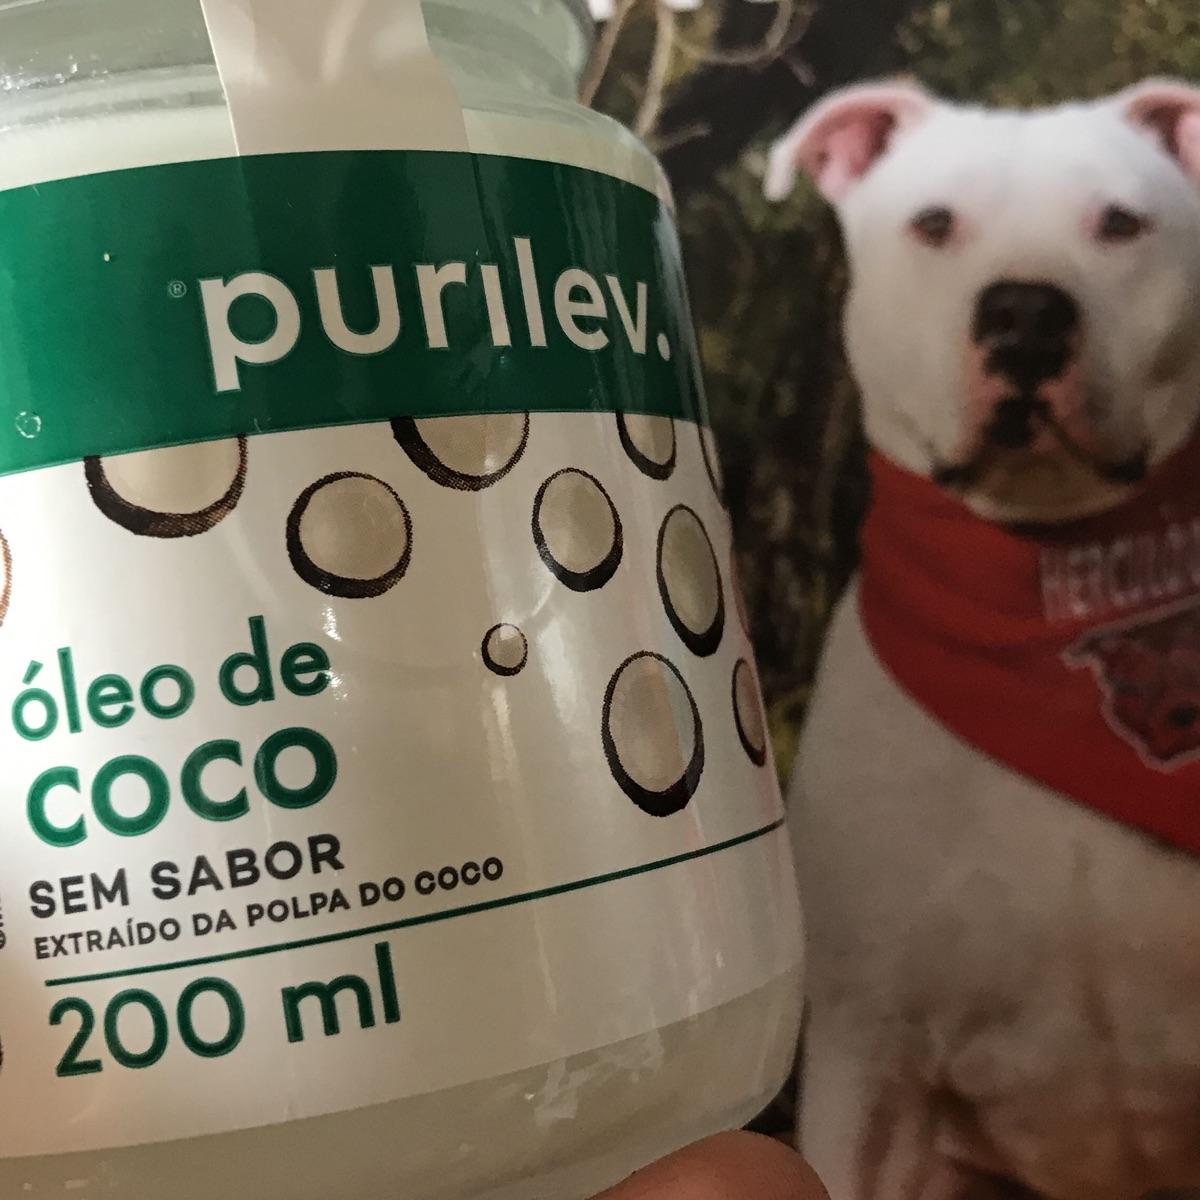 ® purilev.
óleo de
coco
SEM SABOR
EXTRAÍDO DA POLPA DO COCO
200 ml